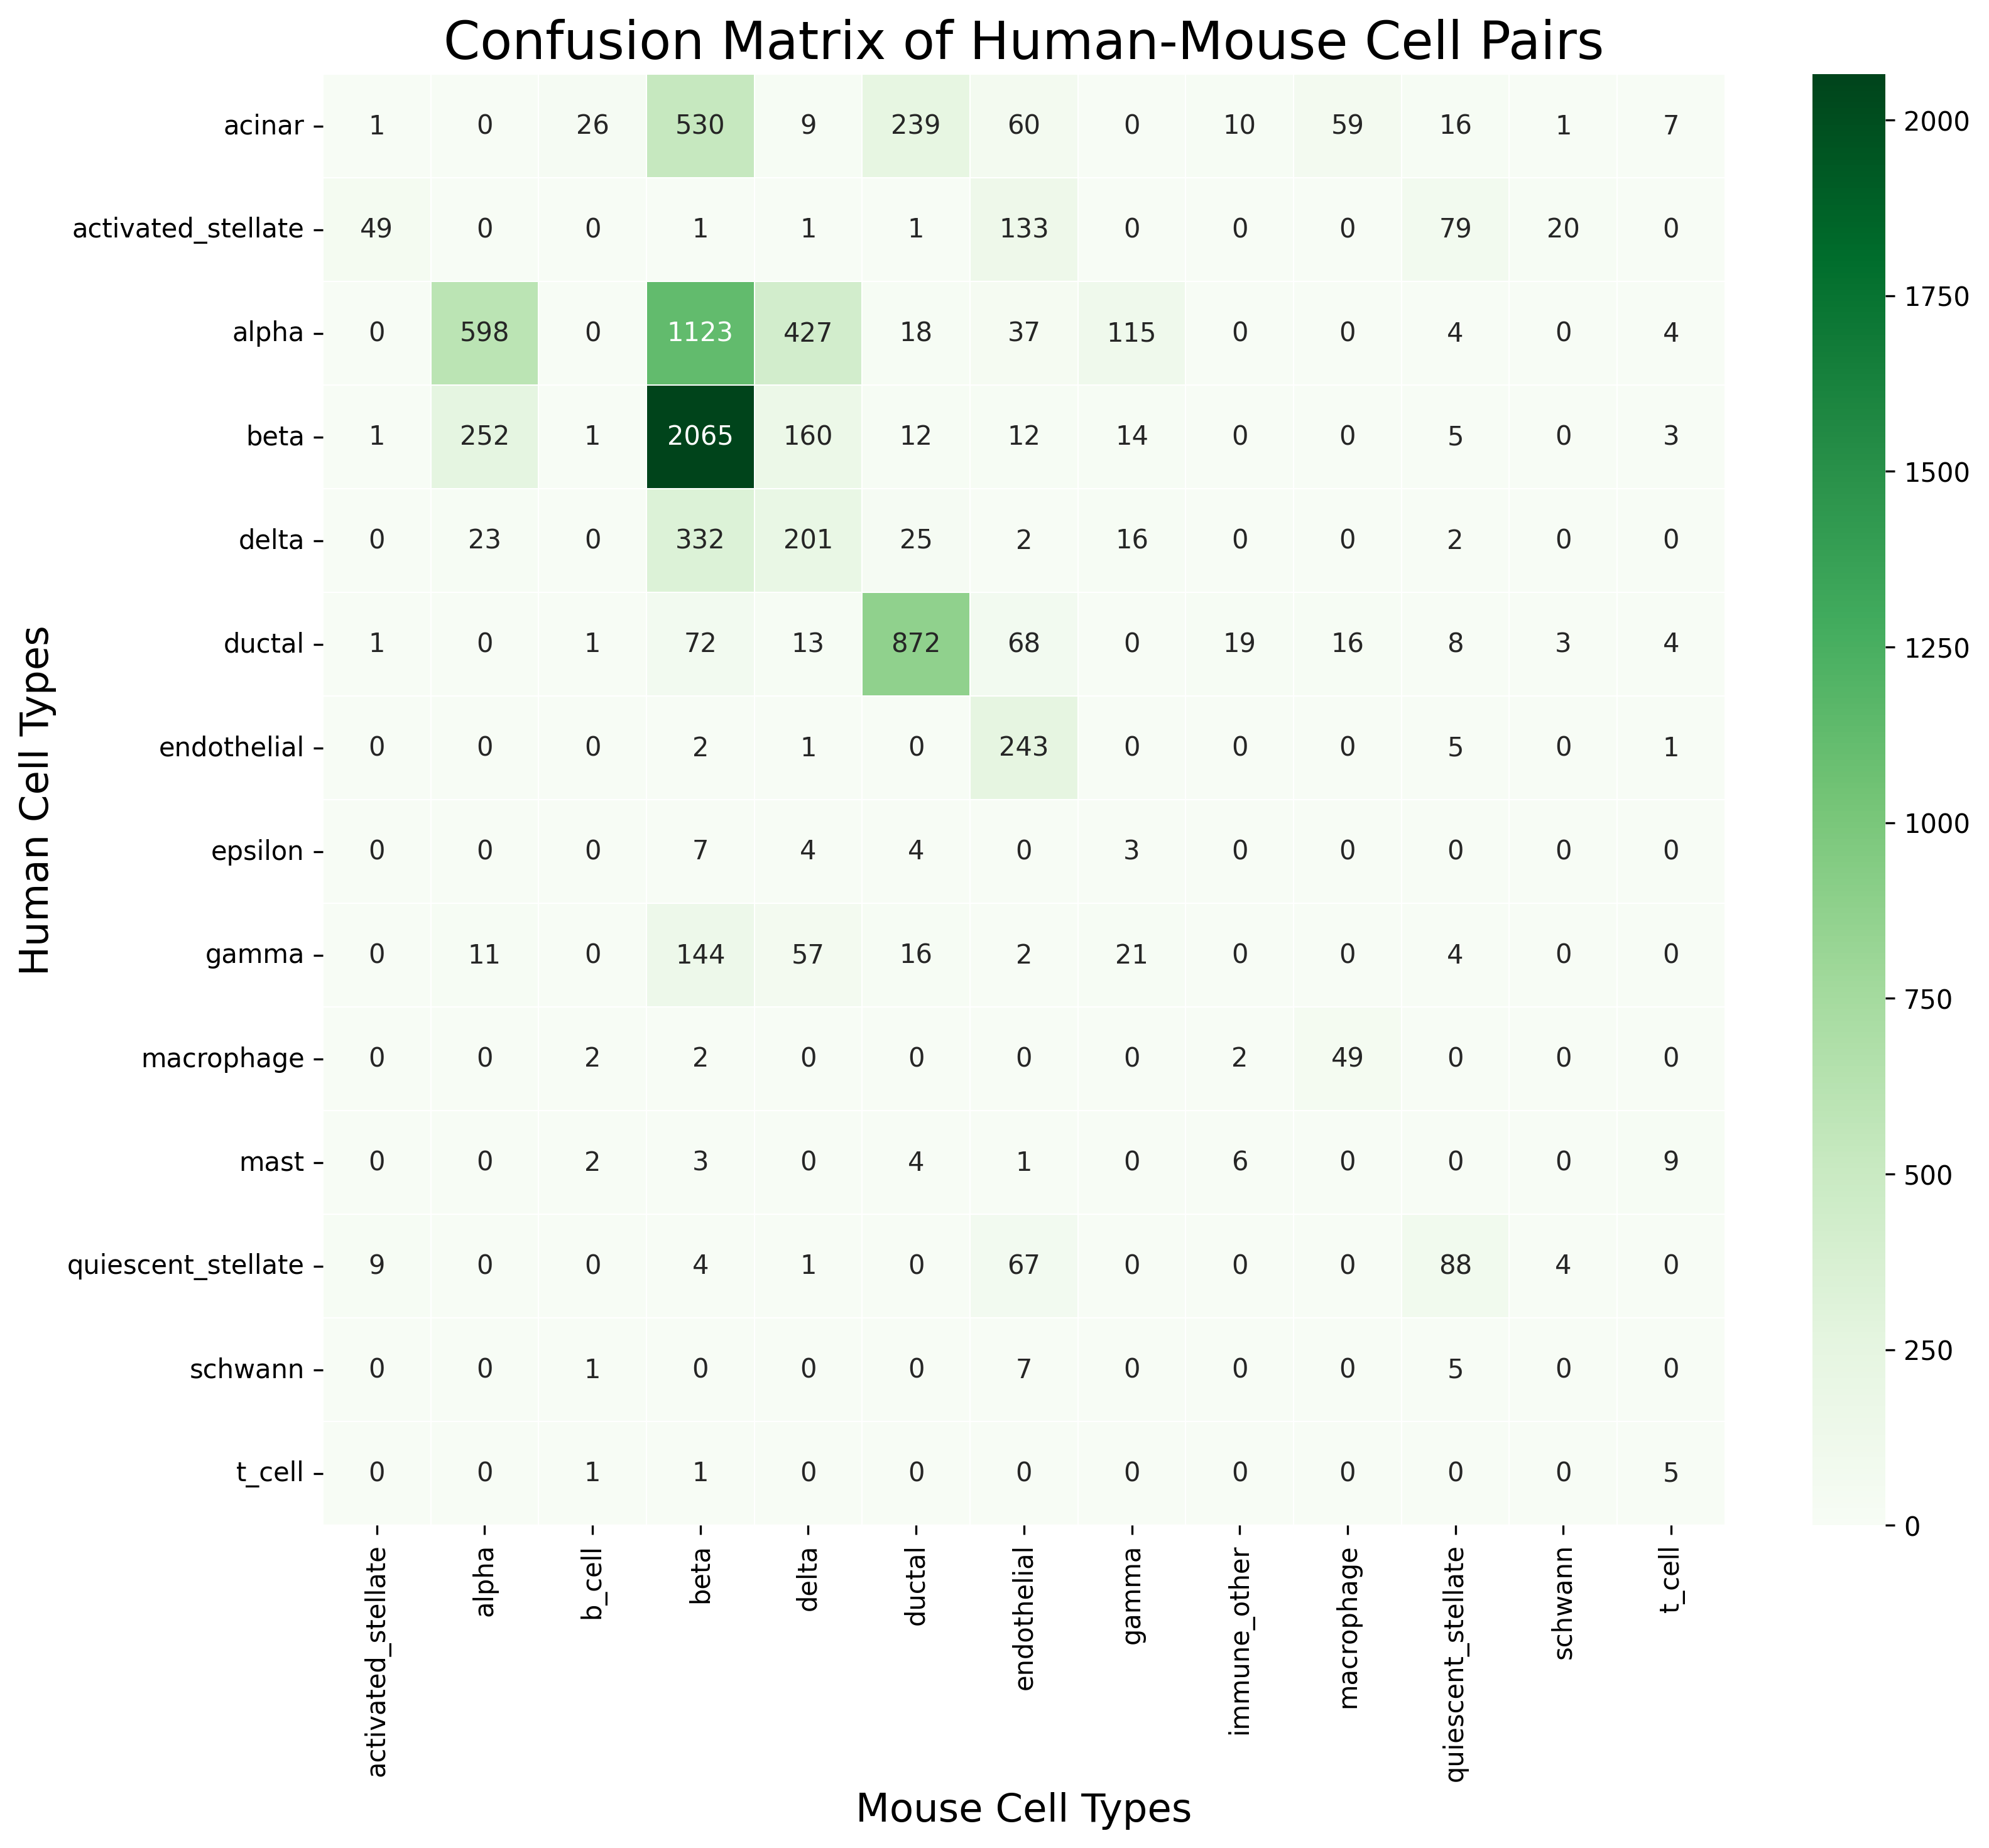 Confusion Matrix of Human-Mouse Cell Pairs
acinar 1 0 26 530 9 239 60 0 10 59 16 1 7
activated_stellate 49 0 0 1 1 1 133 0 0 0 79 20 0
alpha 0 598 0 1123 427 18 37 115 0 0 4 0 4
beta 1 252 1 2065 160 12 12 14 0 0 5 0 3
delta 0 23 0 332 201 25 2 16 0 0 2 0 0
ductal 1 0 1 72 13 872 68 0 19 16 8 3 4
endothelial 0 0 0 2 1 0 243 0 0 0 5 0 1
epsilon 0 0 0 7 4 4 0 3 0 0 0 0 0
gamma 0 11 0 144 57 16 2 21 0 0 4 0 0
macrophage 0 0 2 2 0 0 0 0 2 49 0 0 0
mast 0 0 2 3 0 4 1 0 6 0 0 0 9
quiescent_stellate 9 0 0 4 1 0 67 0 0 0 88 4 0
schwann 0 0 1 0 0 0 7 0 0 0 5 0 0
t_cell 0 0 1 1 0 0 0 0 0 0 0 0 5
activated_stellate alpha b_cell beta delta ductal endothelial gamma immune_other macrophage quiescent_stellate schwann t_cell
Mouse Cell Types
Human Cell Types
2000
1750
1500
1250
1000
750
500
250
0